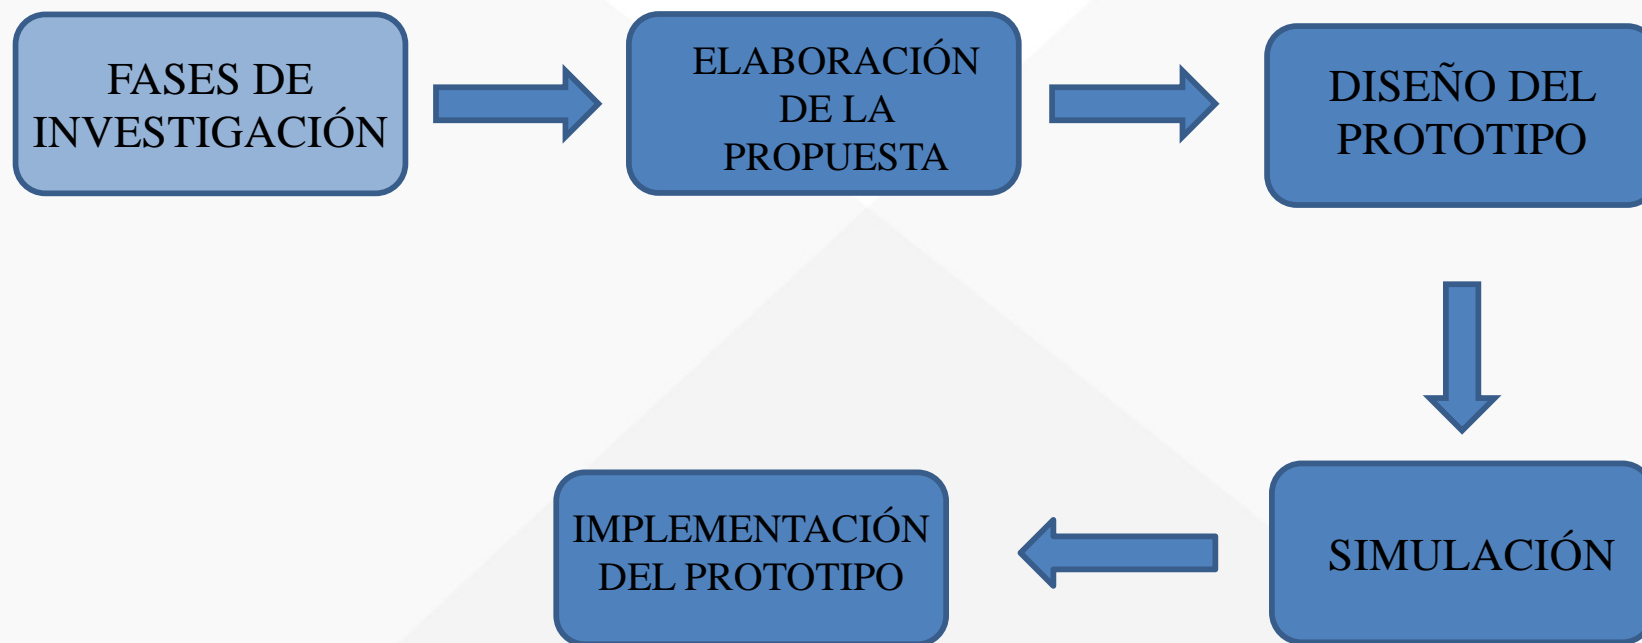 FASES DE
INVESTIGACIÓN
ELABORACIÓN
DE LA
PROPUESTA
DISEÑO DEL
PROTOTIPO
SIMULACIÓN
IMPLEMENTACIÓN
DEL PROTOTIPO